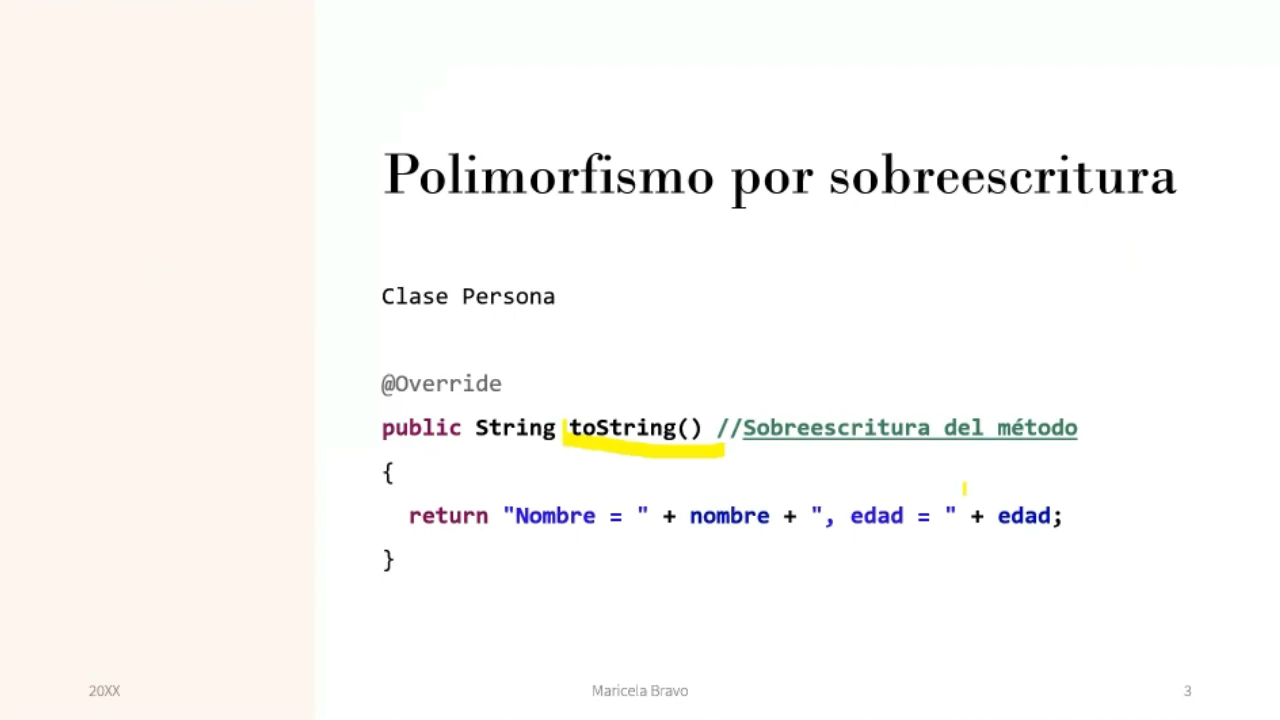 Polimorfismo por sobreescritura
Clase Persona
@Override
public String toString() //Sobreescritura del método
{
return "Nombre = " + nombre + ", edad = " + edad;
}
20XX
Maricela Bravo
3